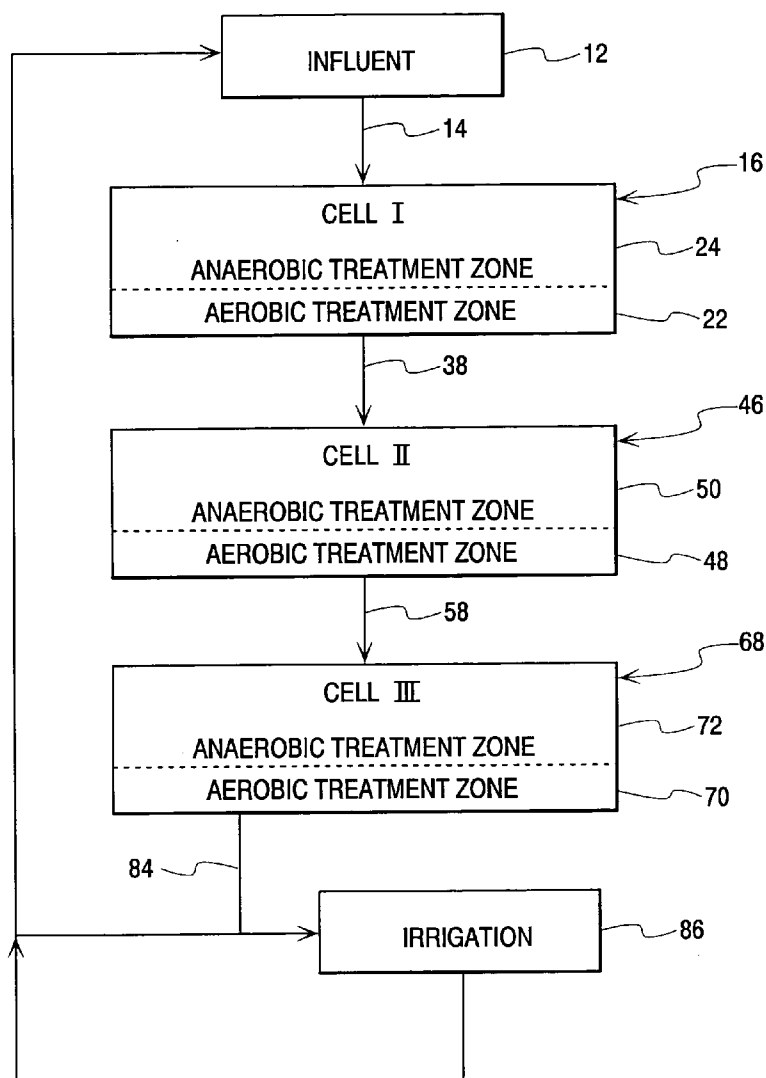 INFLUENT
12
14
16
CELL I
24
ANAEROBIC TREATMENT ZONE
AEROBIC TREATMENT ZONE
22
38
46
CELL II
50
ANAEROBIC TREATMENT ZONE
AEROBIC TREATMENT ZONE
48
58
68
CELL III
72
ANAEROBIC TREATMENT ZONE
AEROBIC TREATMENT ZONE
70
84
IRRIGATION
86